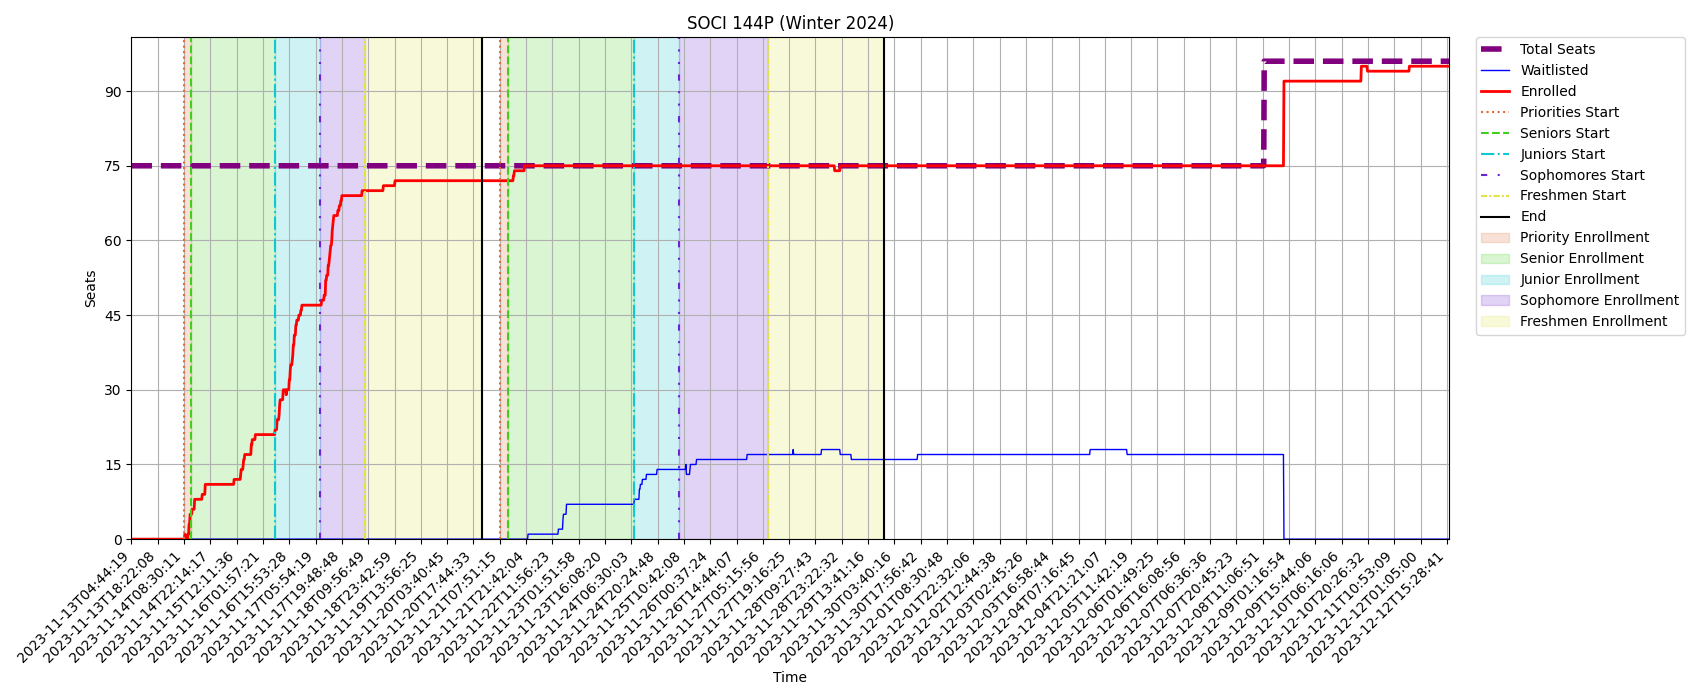 SOCI 144P (Winter 2024)
Seats
90
75
60
45
30
15
0
2023-11-13T04:44:19
2023-11-13T18:22:08
2023-11-14T08:30:11
2023-11-14T22:14:17
2023-11-15T12:11:36
2023-11-16T01:57:21
2023-11-16T15:53:28
2023-11-17T05:54:19
2023-11-17T19:48:48
2023-11-18T09:56:49
2023-11-18T23:42:59
2023-11-19T13:56:25
2023-11-20T03:40:45
2023-11-20T17:44:33
2023-11-21T07:51:15
2023-11-21T21:42:04
2023-11-22T11:56:23
2023-11-23T01:51:58
2023-11-23T16:08:20
2023-11-24T06:30:03
2023-11-24T20:24:48
2023-11-25T10:42:08
2023-11-26T00:37:24
2023-11-26T14:44:07
2023-11-27T05:15:56
2023-11-27T19:16:25
2023-11-28T09:27:43
2023-11-28T23:22:32
2023-11-29T13:41:16
2023-11-30T03:40:16
2023-11-30T17:56:42
2023-12-01T08:30:48
2023-12-01T22:32:06
2023-12-02T12:44:38
2023-12-03T02:45:26
2023-12-03T16:58:44
2023-12-04T07:16:45
2023-12-04T21:21:07
2023-12-05T11:42:19
2023-12-06T01:49:25
2023-12-06T16:08:56
2023-12-07T06:36:36
2023-12-07T20:45:23
2023-12-08T11:06:51
2023-12-09T01:16:54
2023-12-09T15:44:06
2023-12-10T06:16:06
2023-12-10T20:26:32
2023-12-11T10:53:09
2023-12-12T01:05:00
2023-12-12T15:28:41
Time
Total Seats
Waitlisted
Enrolled
Priorities Start
Seniors Start
Juniors Start
Sophomores Start
Freshmen Start
End
Priority Enrollment
Senior Enrollment
Junior Enrollment
Sophomore Enrollment
Freshmen Enrollment